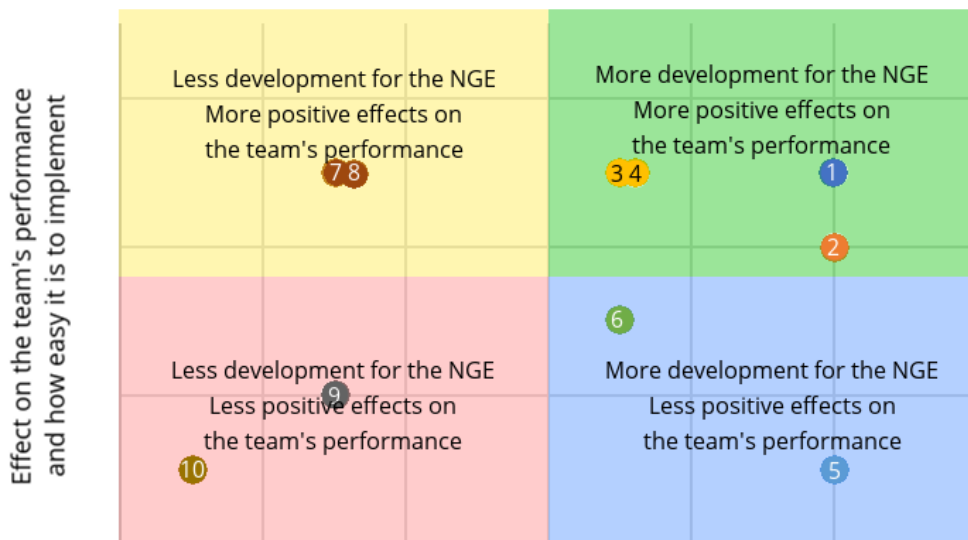 Effect on the team's performance
and how easy it is to implement
Less development for the NGE
More positive effects on
the team's performance
7 8
More development for the NGE
More positive effects on
the team's performance
3 4
1
2
6
Less development for the NGE
9
Less positive effects on
the team's performance
10
More development for the NGE
Less positive effects on
the team's performance
5